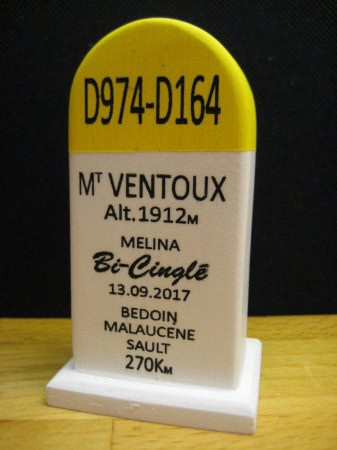 D974-D164
Mᵀ VENTOUX
Alt.1912M
MELINA
Bi-Cinglé
13.09.2017
BEDOIN
MALAUCENE
SAULT
270KM